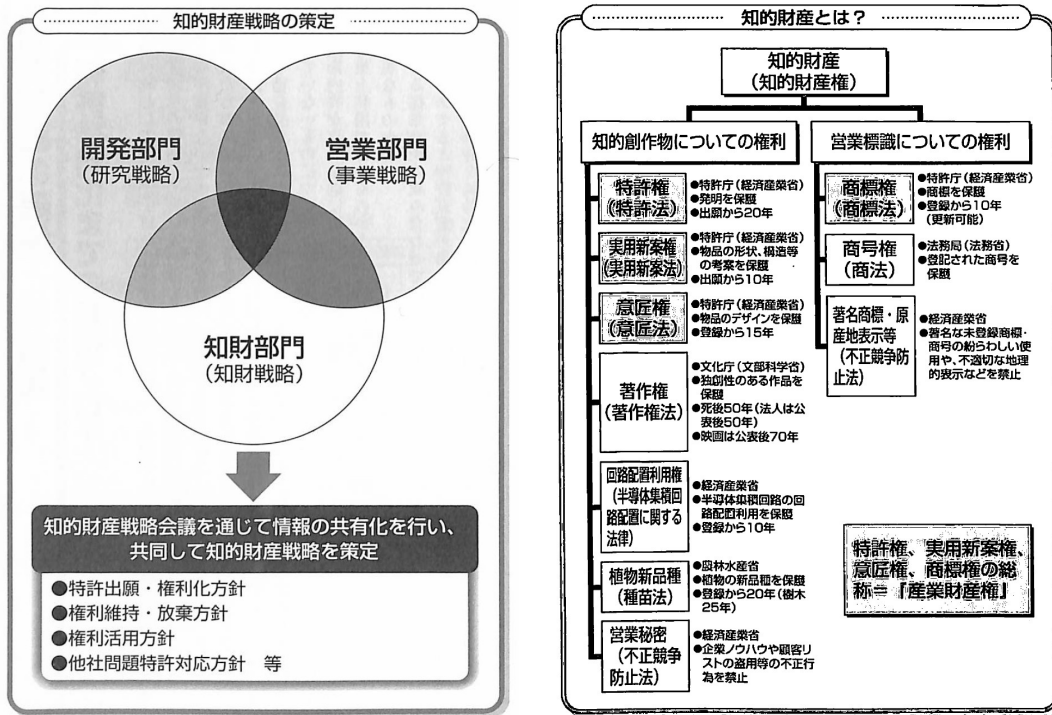 知的財産戦略の策定
開発部門
(研究戦略)
営業部門
(事業戦略)
知財部門
(知財戦略)
知的財産戦略会議を通じて情報の共有化を行い、
共同して知的財産戦略を策定
●特許出願・権利化方針
●権利維持・放棄方針
●権利活用方針
●他社問題特許対応方針 等
知的財産とは?
知的財産
(知的財産権)
知的創作物についての権利
特許権
(特許法)
●特許庁(経済産業省)
●発明を保護
●出願から20年
実用新案権
(実用新案法)
●特許庁(経済産業省)
●物品の形状、構造等
の考案を保護
●出願から10年
意匠権
(意匠法)
●特許庁(経済産業省)
●物品のデザインを保護
●登録から15年
著作権
(著作権法)
●文化庁(文部科学省)
●独創性のある作品を
保護
●死後50年(法人は公
表後50年)
●映画は公表後70年
回路配置利用権
(半導体集積回
路配置に関する
法律)
●経済産業省
●半導体集積回路の回
路配置利用を保護
●登録から10年
植物新品種
(種苗法)
●農林水産省
●植物の新品種を保護
●登録から20年(樹木
25年)
営業秘密
(不正競争
防止法)
●経済産業省
●企業ノウハウや顧客リ
ストの盗用等の不正行
為を禁止
営業標識についての権利
商標権
(商標法)
●特許庁(経済産業省)
●商標を保護
●登録から10年
(更新可能)
商号権
(商法)
●法務局(法務省)
●登記された商号を
保護
著名商標・原
産地表示等
(不正競争防
止法)
●経済産業省
●著名な未登録商標・
商号の紛らわしい使
用や、不適切な地理
的表示などを禁止
特許権、実用新案権、
意匠権、商標権の総
称=「産業財産権」